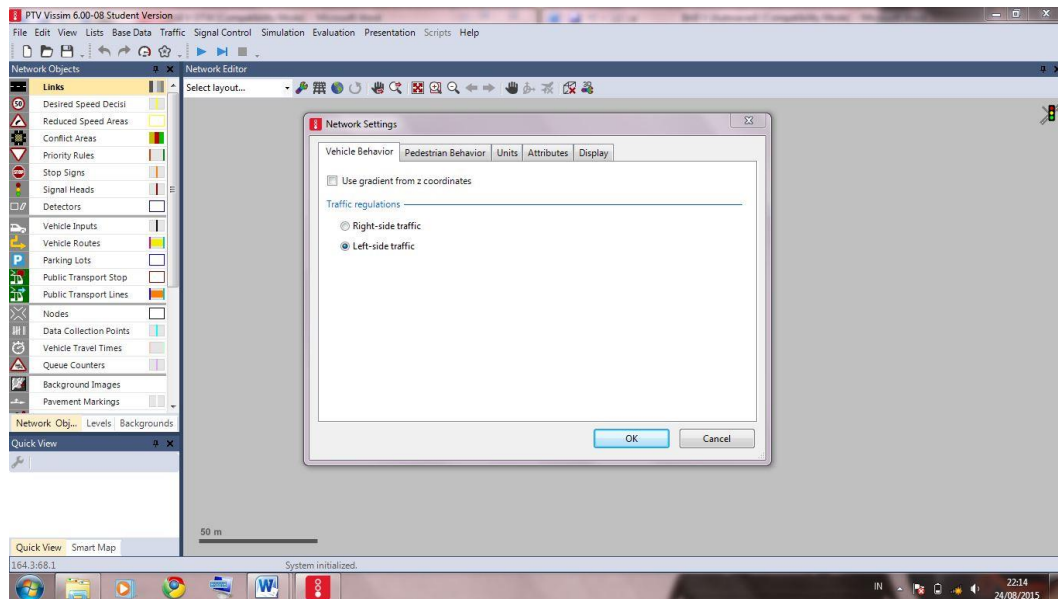 PTV Vissim 6.00-08 Student Version
File Edit View Lists Base Data Traffic Signal Control Simulation Evaluation Presentation Scripts Help
Network Objects
Network Editor
Links
Select layout...
50
Desired Speed Decisi
Reduced Speed Areas
Conflict Areas
Priority Rules
STOP
Stop Signs
Signal Heads
Detectors
Vehicle Inputs
Vehicle Routes
P
Parking Lots
Public Transport Stop
Public Transport Lines
Nodes
Data Collection Points
Vehicle Travel Times
Queue Counters
Background Images
Pavement Markings
Network Obj... Levels Backgrounds
Quick View
Quick View Smart Map
Network Settings
Vehicle Behavior Pedestrian Behavior Units Attributes Display
Use gradient from z coordinates
Traffic regulations
Right-side traffic
Left-side traffic
OK Cancel
50 m
164.3:68.1 System initialized.
W
IN
22:14
24/08/2015